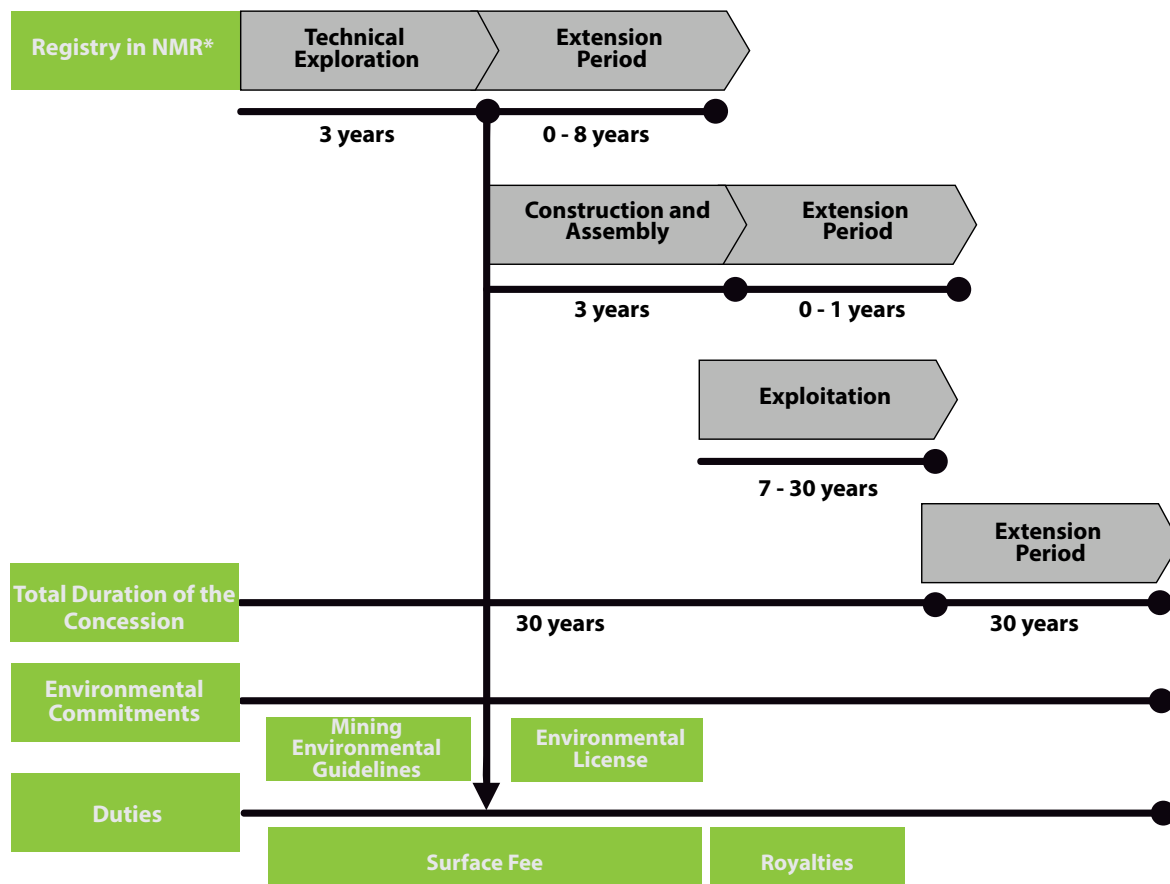 Registry in NMR*
Technical
Exploration
Extension
Period
3 years
0 - 8 years
Construction and
Assembly
Extension
Period
3 years
0 - 1 years
Exploitation
7 - 30 years
Extension
Period
Total Duration of the
Concession
30 years
30 years
Environmental
Commitments
Mining
Environmental
Guidelines
Environmental
License
Duties
Surface Fee
Royalties